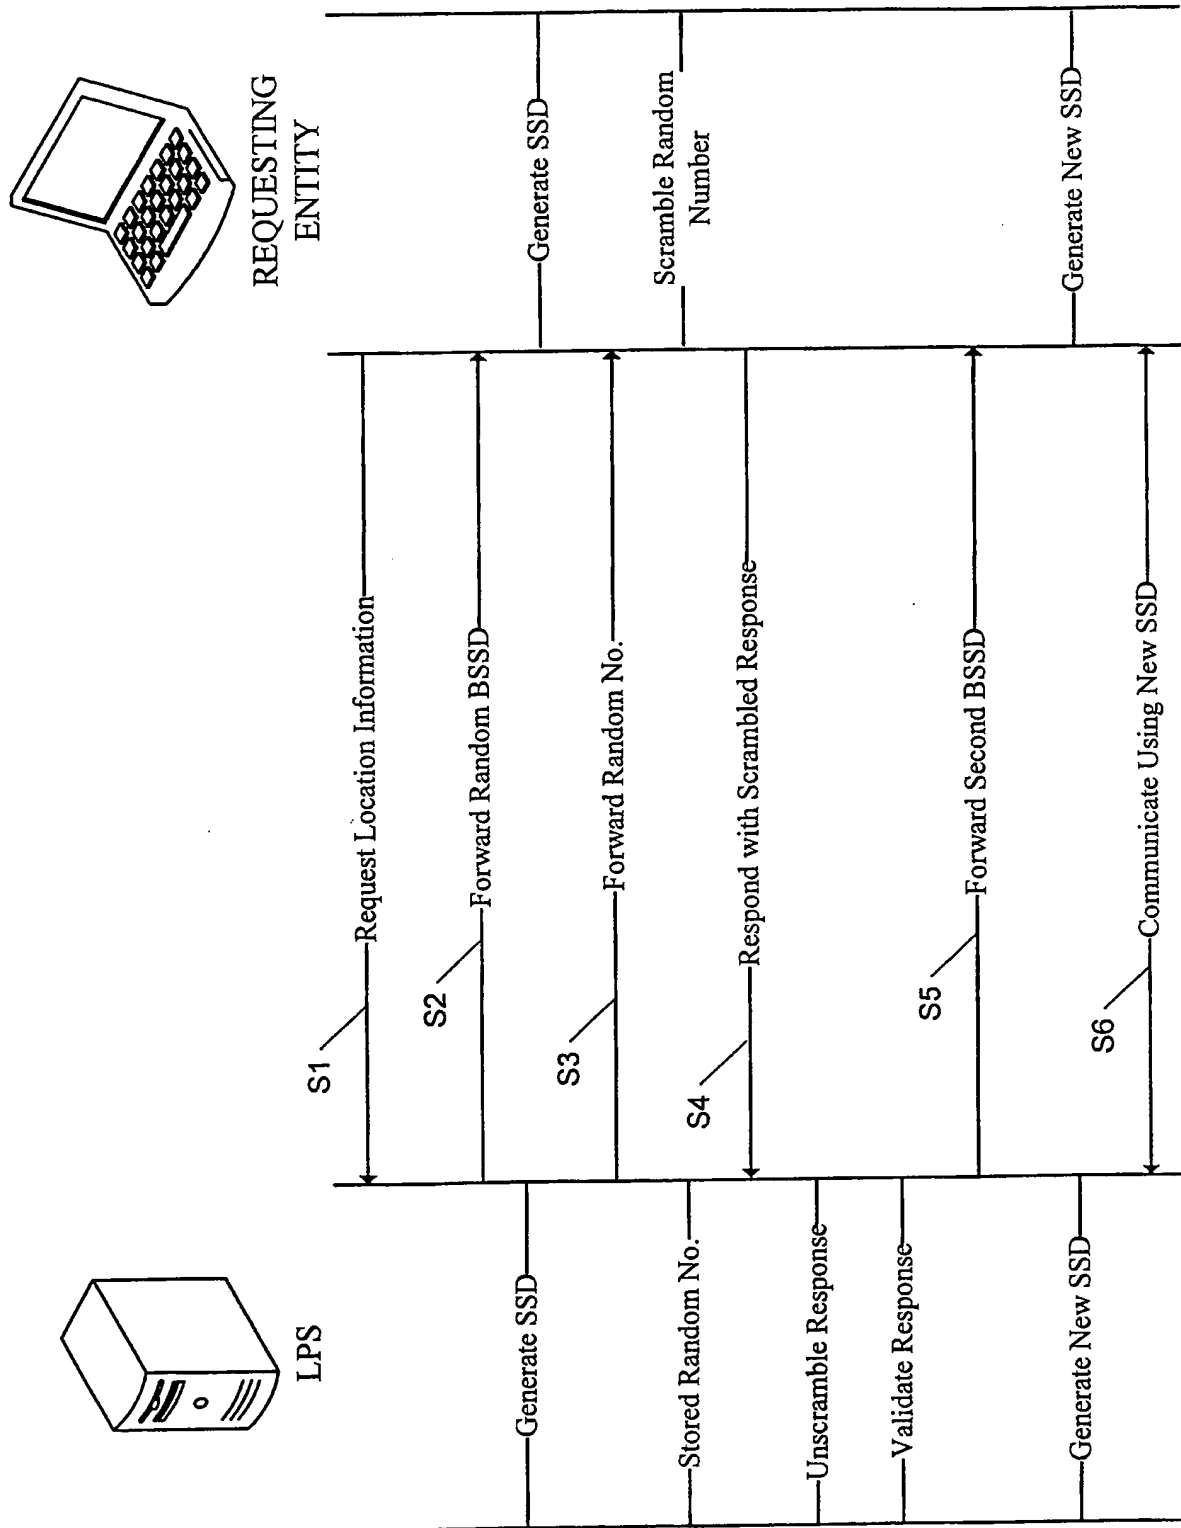 LPS
REQUESTING
ENTITY
S1
Request Location Information
S2
Forward Random BSSD
Generate SSD
Generate SSD
S3
Forward Random No.
Stored Random No.
Scramble Random
Number
S4
Respond with Scrambled Response
Unscramble Response
Validate Response
S5
Forward Second BSSD
Generate New SSD
Generate New SSD
S6
Communicate Using New SSD